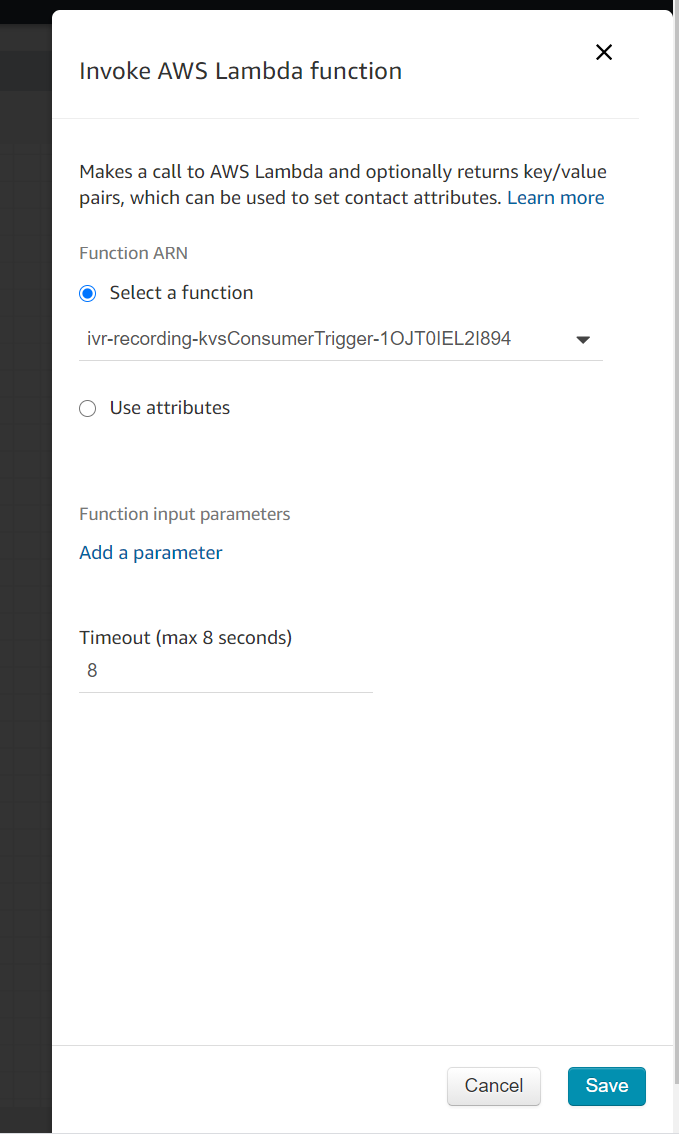 Invoke AWS Lambda function
Makes a call to AWS Lambda and optionally returns key/value
pairs, which can be used to set contact attributes. Learn more
Function ARN
Select a function
ivr-recording-kvsConsumerTrigger-1OJT0IEL2I894
Use attributes
Function input parameters
Add a parameter
Timeout (max 8 seconds)
8
Cancel
Save